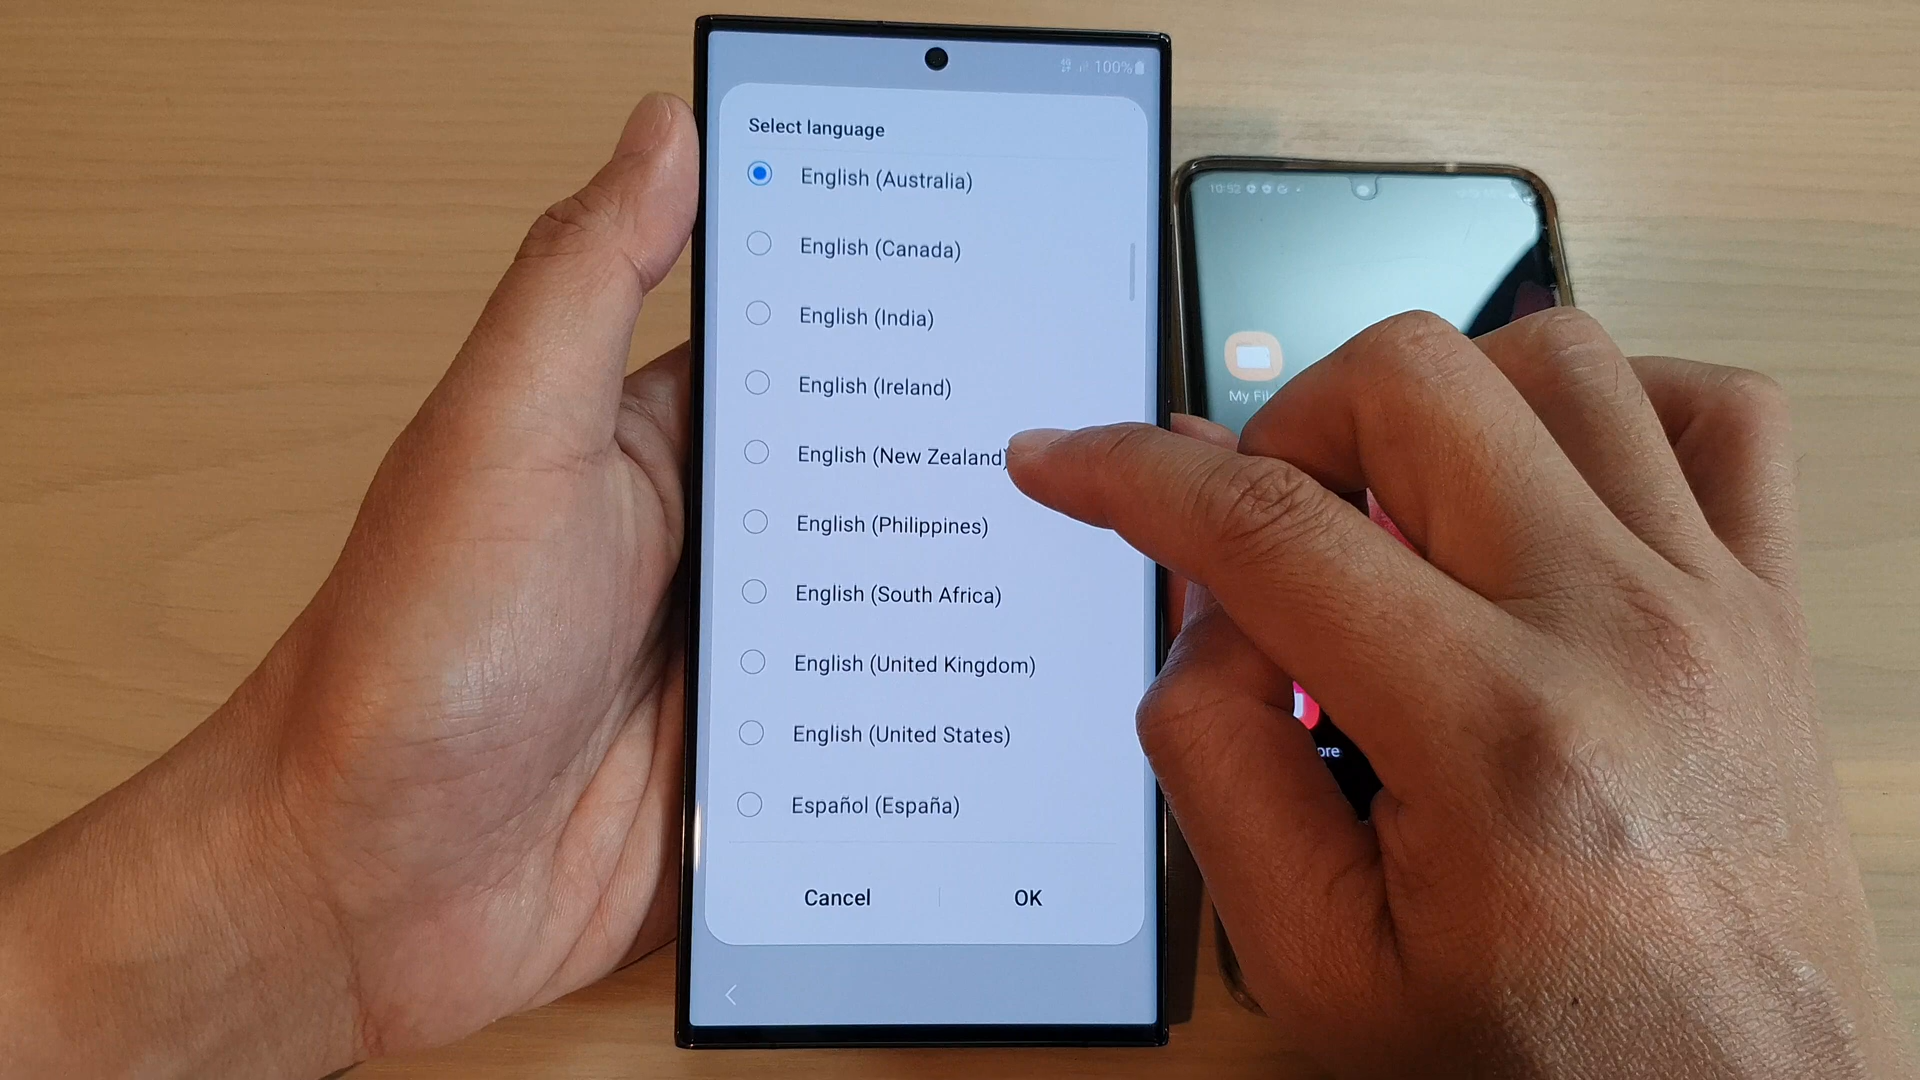 100%
Select language
English (Australia)
English (Canada)
English (India)
English (Ireland)
English (New Zealand)
English (Philippines)
English (South Africa)
English (United Kingdom)
English (United States)
Español (España)
Cancel
OK
10:52
My Fil
ore